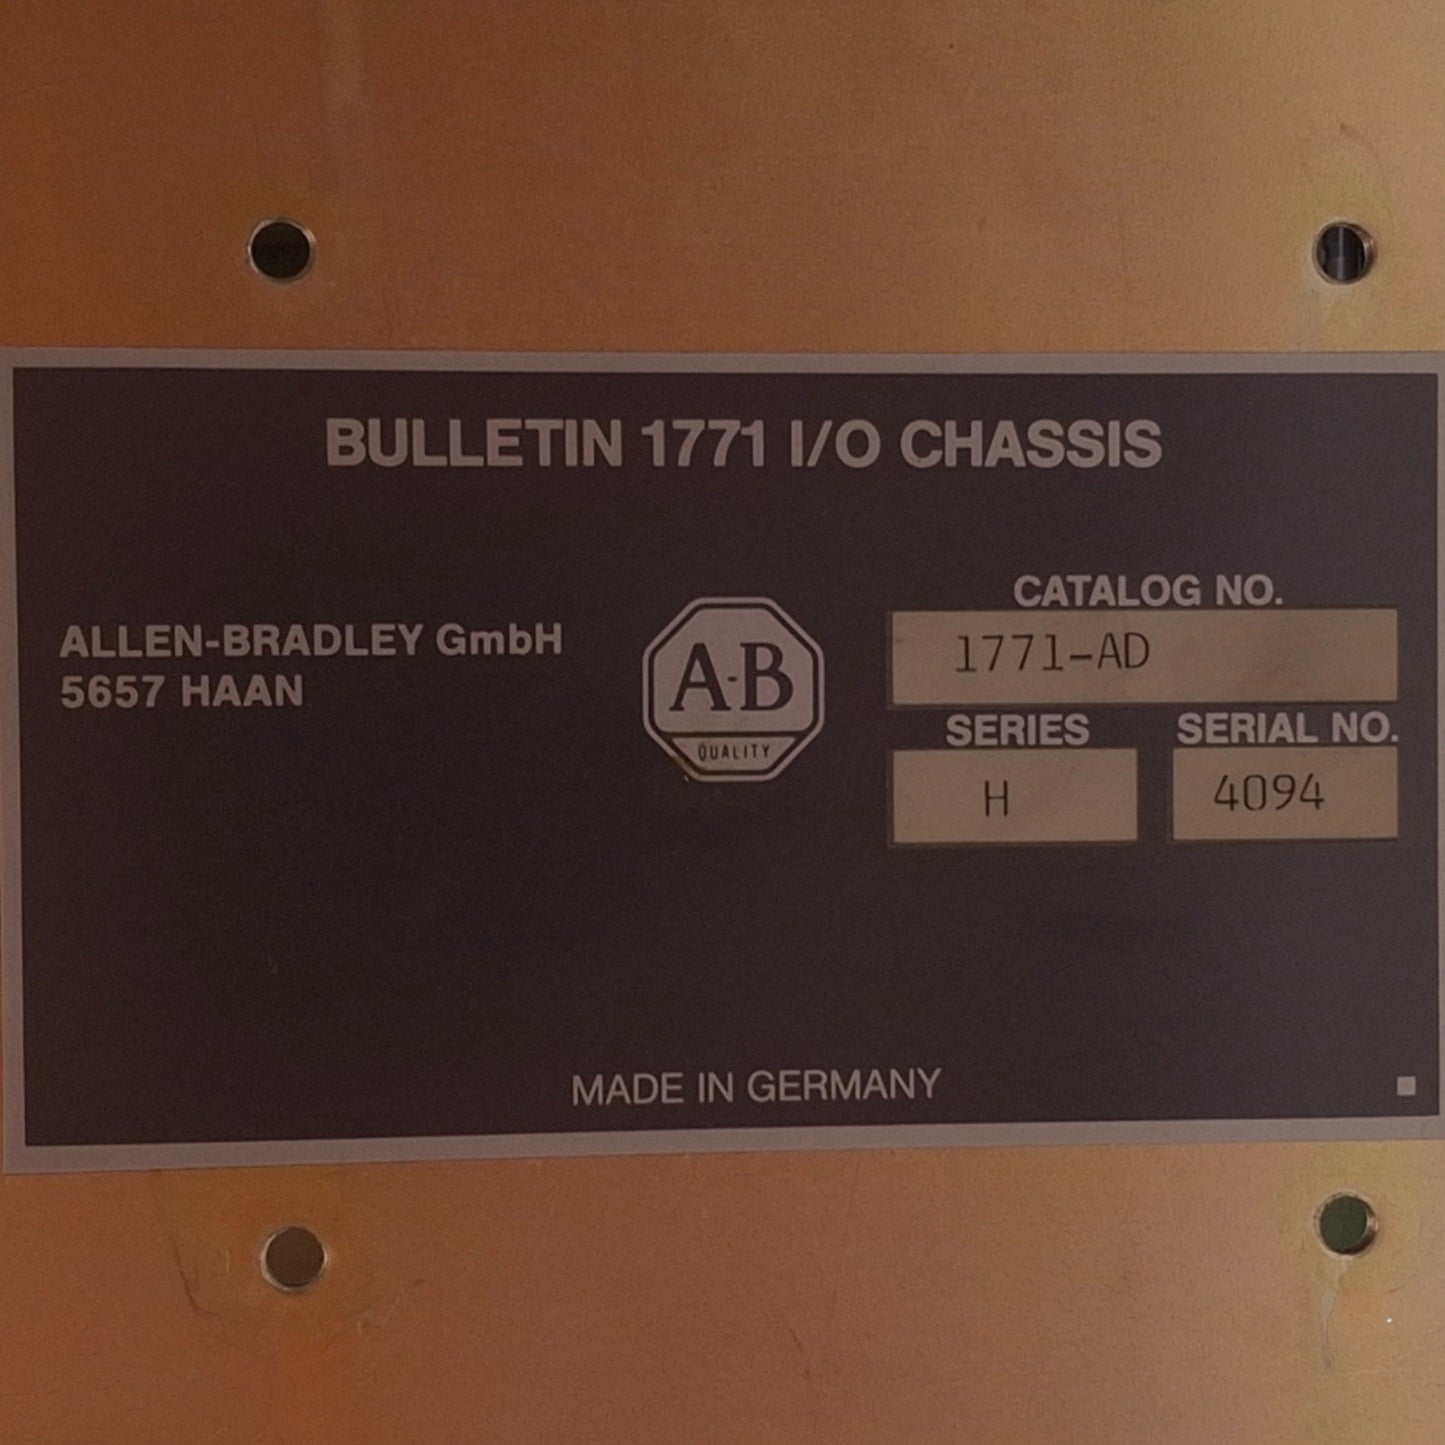 BULLETIN 1771 I/O CHASSIS
ALLEN-BRADLEY GmbH
5657 HAAN
A-B
QUALITY
CATALOG NO.
1771-AD
SERIES
SERIAL NO.
H
4094
MADE IN GERMANY